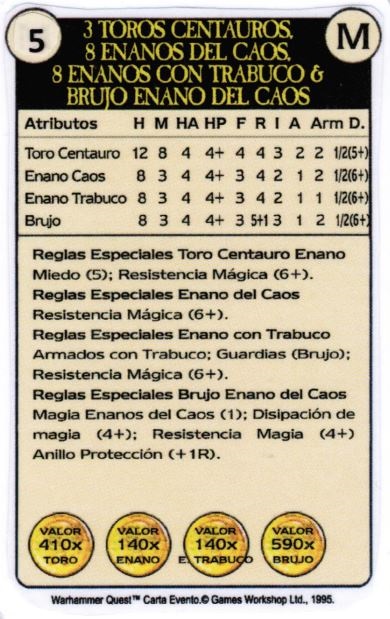 5
3 TOROS CENTAUROS,
8 ENANOS DEL CAOS,
8 ENANOS CON TRABUCO &
BRUJO ENANO DEL CAOS
M
Atributos H M HA HP F R I A Arm D.
Toro Centauro 12 8 4 4+ 4 4 3 2 2 1/2(5+)
Enano Caos 8 3 4 4+ 3 4 2 1 2 1/2(6+)
Enano Trabuco 8 3 4 4+ 3 4 2 1 1 1/2(6+)
Brujo 8 3 4 4+ 3 5+1 3 1 2 1/2(6+)
Reglas Especiales Toro Centauro Enano
Miedo (5); Resistencia Mágica (6+).
Reglas Especiales Enano del Caos
Resistencia Mágica (6+).
Reglas Especiales Enano con Trabuco
Armados con Trabuco; Guardias (Brujo);
Resistencia Mágica (6+).
Reglas Especiales Brujo Enano del Caos
Magia Enanos del Caos (1); Disipación de
magia (4+); Resistencia Magia (4+)
Anillo Protección (+1R).
VALOR
410x
TORO
VALOR
140x
ENANO
VALOR
140x
E. TRABUCO
VALOR
590x
BRUJO
Warhammer Quest™ Carta Evento.© Games Workshop Ltd., 1995.